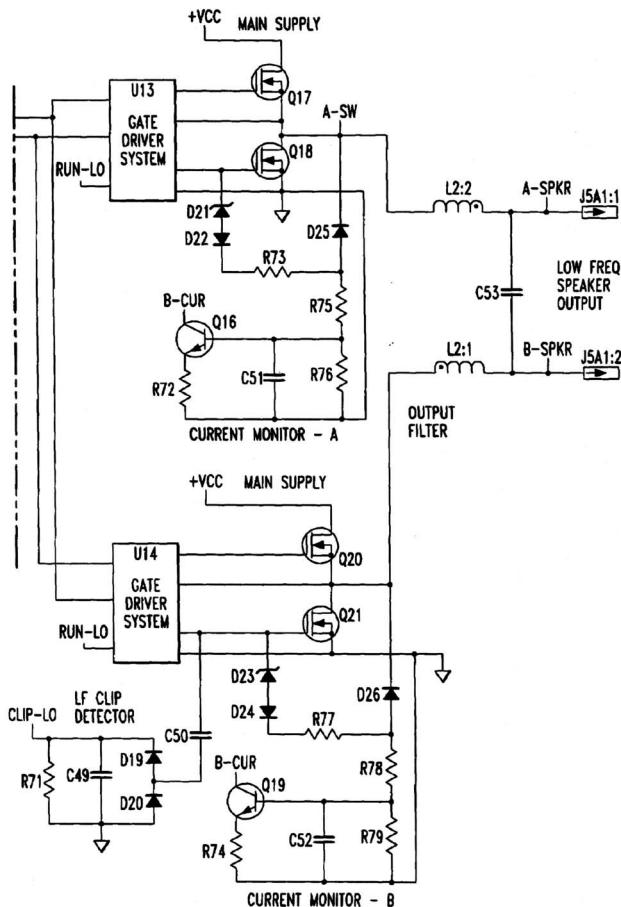 +VCC MAIN SUPPLY
U13
GATE
DRIVER
SYSTEM
RUN-LO
Q17
A-SW
Q18
D21
D22
D25
R73
L2:2
A-SPKR
J5A1:1
LOW FREQ
SPEAKER
OUTPUT
C53
B-CUR
Q16
R75
R72
C51
R76
L2:1
B-SPKR
J5A1:2
OUTPUT
FILTER
CURRENT MONITOR - A
+VCC MAIN SUPPLY
U14
GATE
DRIVER
SYSTEM
RUN-LO
Q20
Q21
D23
D24
D26
R77
LF CLIP
DETECTOR
CLIP-LO
C50
D19
D20
R71
C49
B-CUR
Q19
R78
R74
C52
R79
CURRENT MONITOR - B